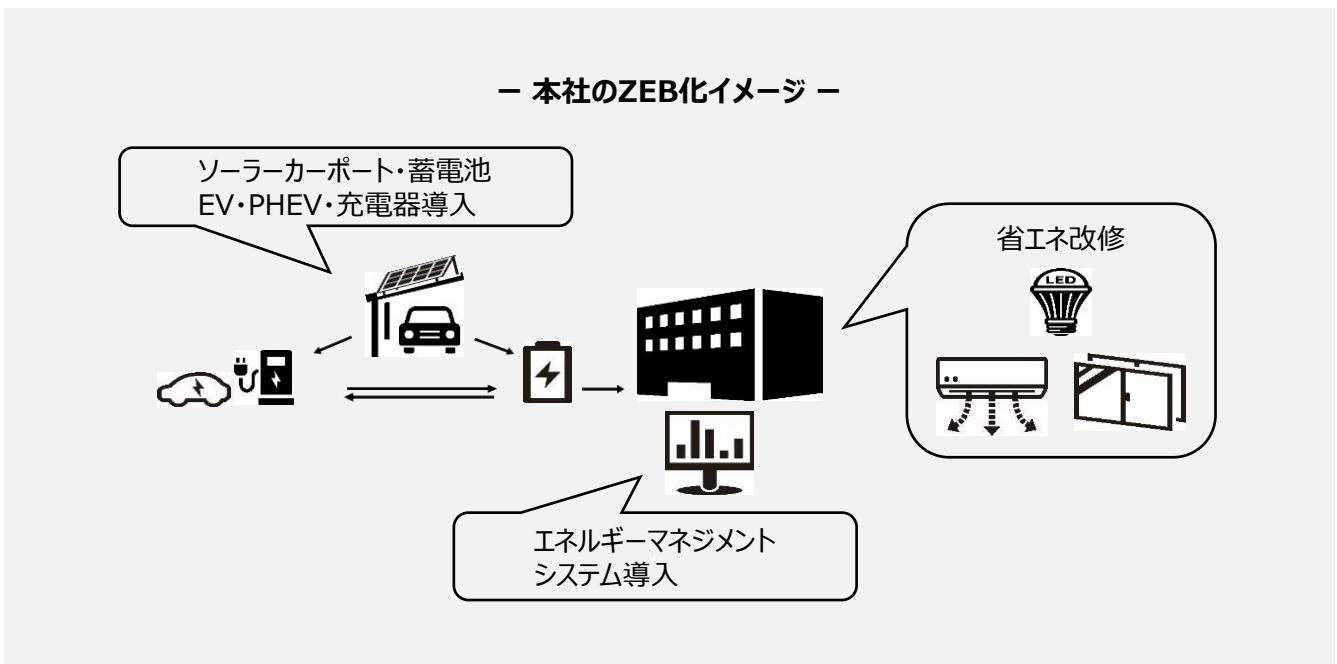 － 本社のZEB化イメージ －
ソーラーカーポート・蓄電池
EV・PHEV・充電器導入
省エネ改修
LED
エネルギーマネジメント
システム導入